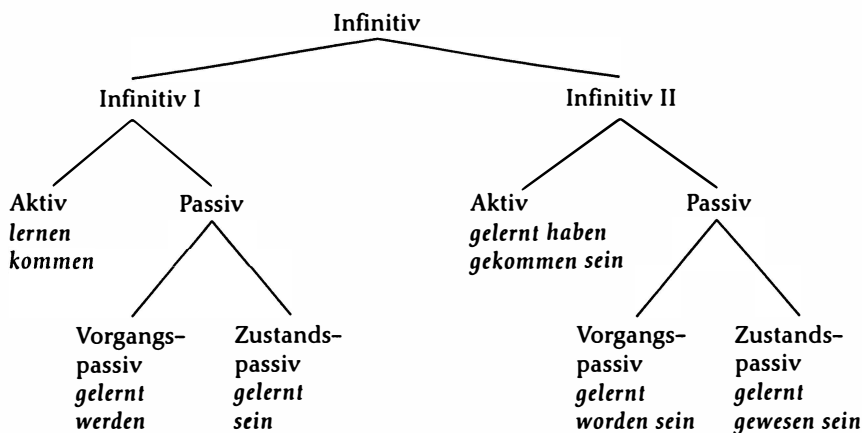 Infinitiv
Infinitiv I
Infinitiv II
Aktiv
lernen
kommen
Passiv
Aktiv
gelernt haben
gekommen sein
Passiv
Vorgangs-
passiv
gelernt
werden
Zustands-
passiv
gelernt
sein
Vorgangs-
passiv
gelernt
worden sein
Zustands-
passiv
gelernt
gewesen sein